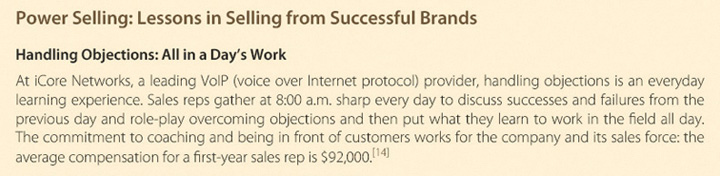 Power Selling: Lessons in Selling from Successful Brands
Handling Objections: All in a Day's Work
At iCore Networks, a leading VoIP (voice over Internet protocol) provider, handling objections is an everyday
learning experience. Sales reps gather at 8:00 a.m. sharp every day to discuss successes and failures from the
previous day and role-play overcoming objections and then put what they learn to work in the field all day.
The commitment to coaching and being in front of customers works for the company and its sales force: the
average compensation for a first-year sales rep is $92,000.[14]